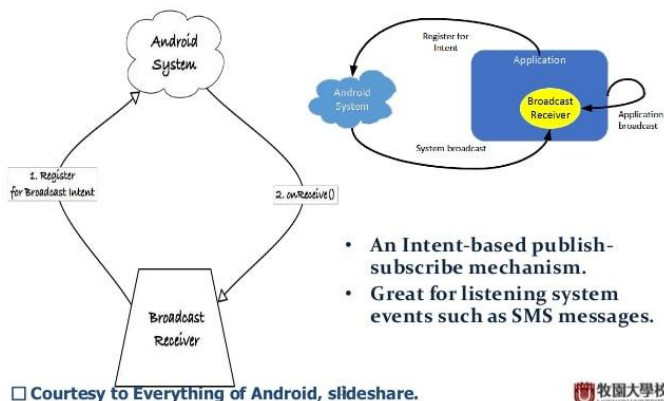 Android
System
1. Register
for Broadcast Intent
2. onReceive()
Broadcast
Receiver
Register for
Intent
Application
Android
System
Broadcast
Receiver
Application
broadcast
System broadcast
• An Intent-based publish-
subscribe mechanism.
• Great for listening system
events such as SMS messages.
□ Courtesy to Everything of Android, slideshare.
牧園大學校